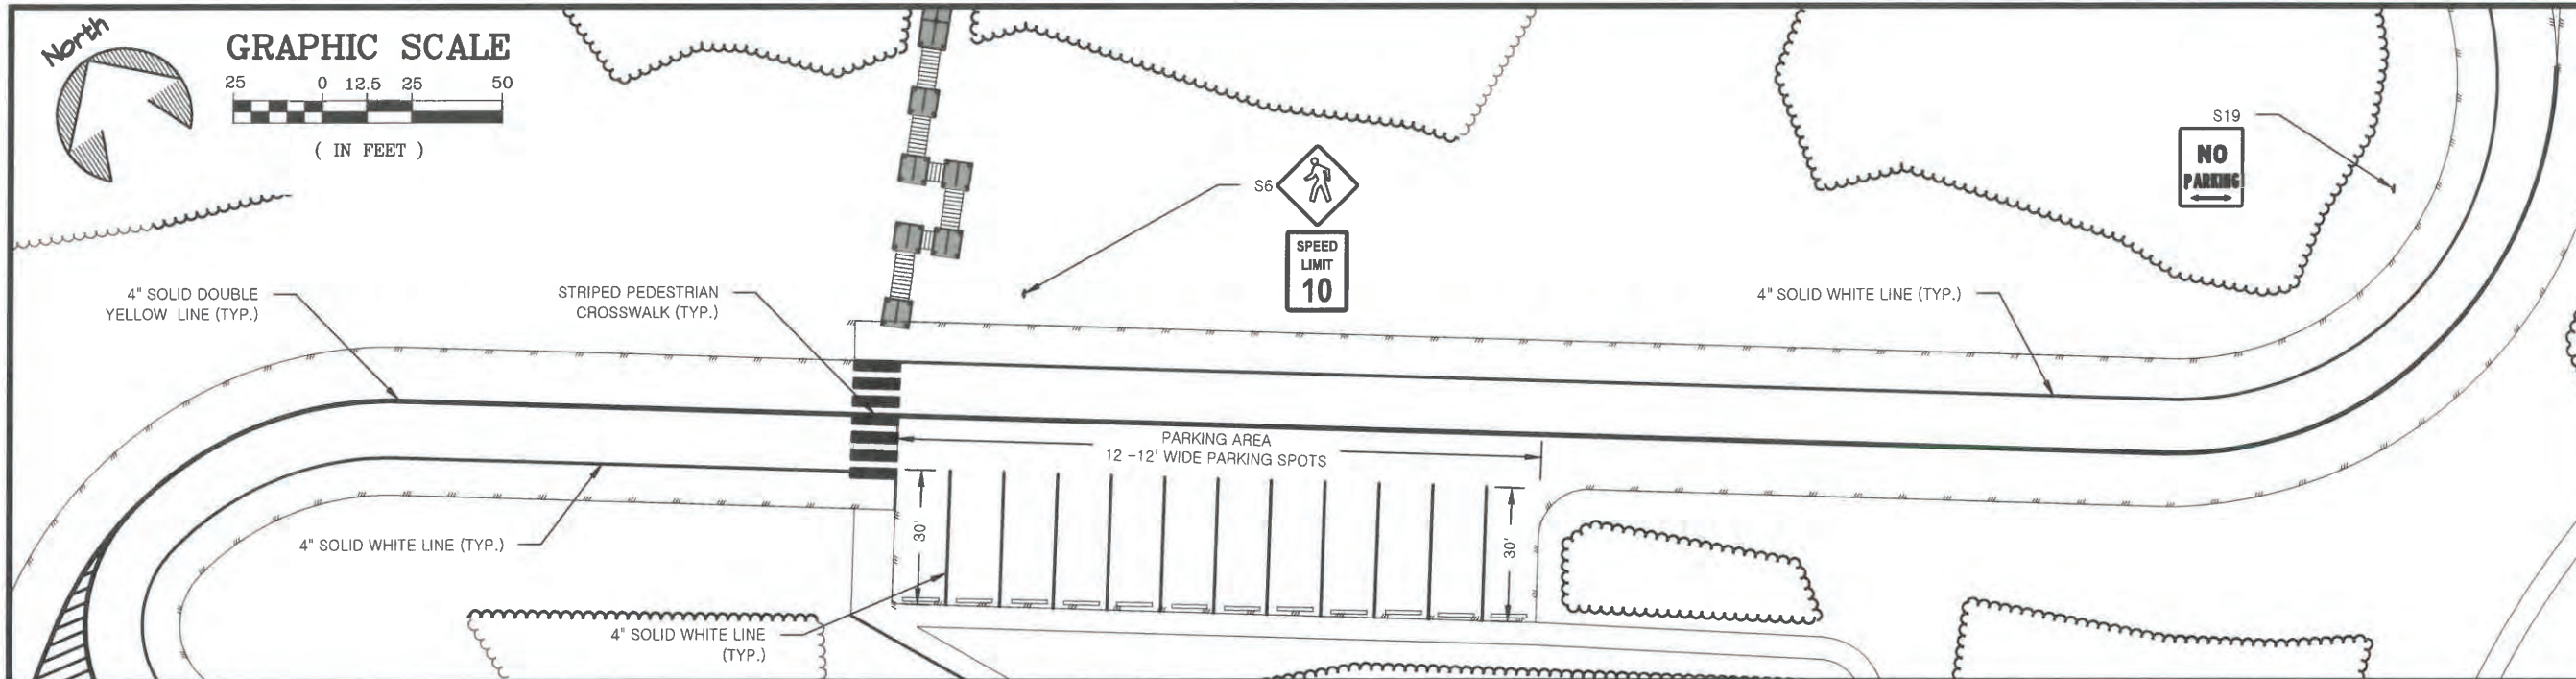 North
GRAPHIC SCALE
25 0 12.5 25 50
( IN FEET )
S19
NO
PARKING
S6
SPEED
LIMIT
10
4" SOLID DOUBLE
YELLOW LINE (TYP.)
STRIPED PEDESTRIAN
CROSSWALK (TYP.)
4" SOLID WHITE LINE (TYP.)
PARKING AREA
12 -12' WIDE PARKING SPOTS
4" SOLID WHITE LINE (TYP.)
30'
30'
4" SOLID WHITE LINE
(TYP.)